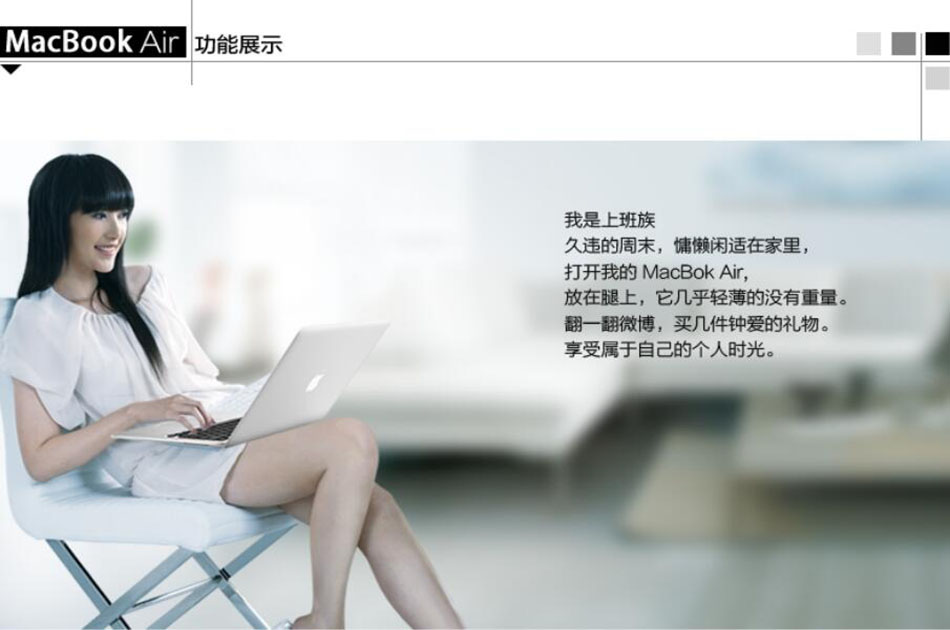 MacBook Air 功能展示
我是上班族
久违的周末，慵懒闲适在家里，
打开我的 MacBok Air,
放在腿上，它几乎轻薄的没有重量。
翻一翻微博，买几件钟爱的礼物。
享受属于自己的个人时光。